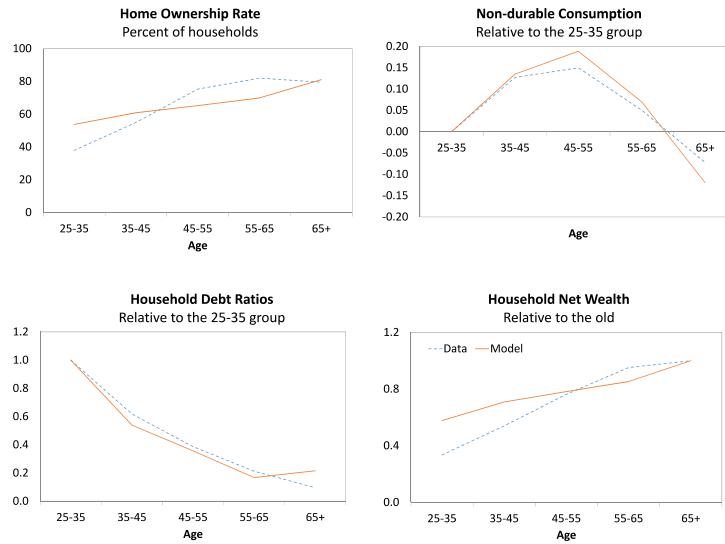 Home Ownership Rate
Percent of households
100
80
60
40
20
0
25-35 35-45 45-55 55-65 65+
Age
Non-durable Consumption
Relative to the 25-35 group
0.20
0.15
0.10
0.05
0.00
-0.05
-0.10
-0.15
-0.20
25-35 35-45 45-55 55-65 65+
Age
Household Debt Ratios
Relative to the 25-35 group
1.2
1.0
0.8
0.6
0.4
0.2
0.0
25-35 35-45 45-55 55-65 65+
Age
Household Net Wealth
Relative to the old
Data Model
1.2
0.8
0.4
0.0
25-35 35-45 45-55 55-65 65+
Age